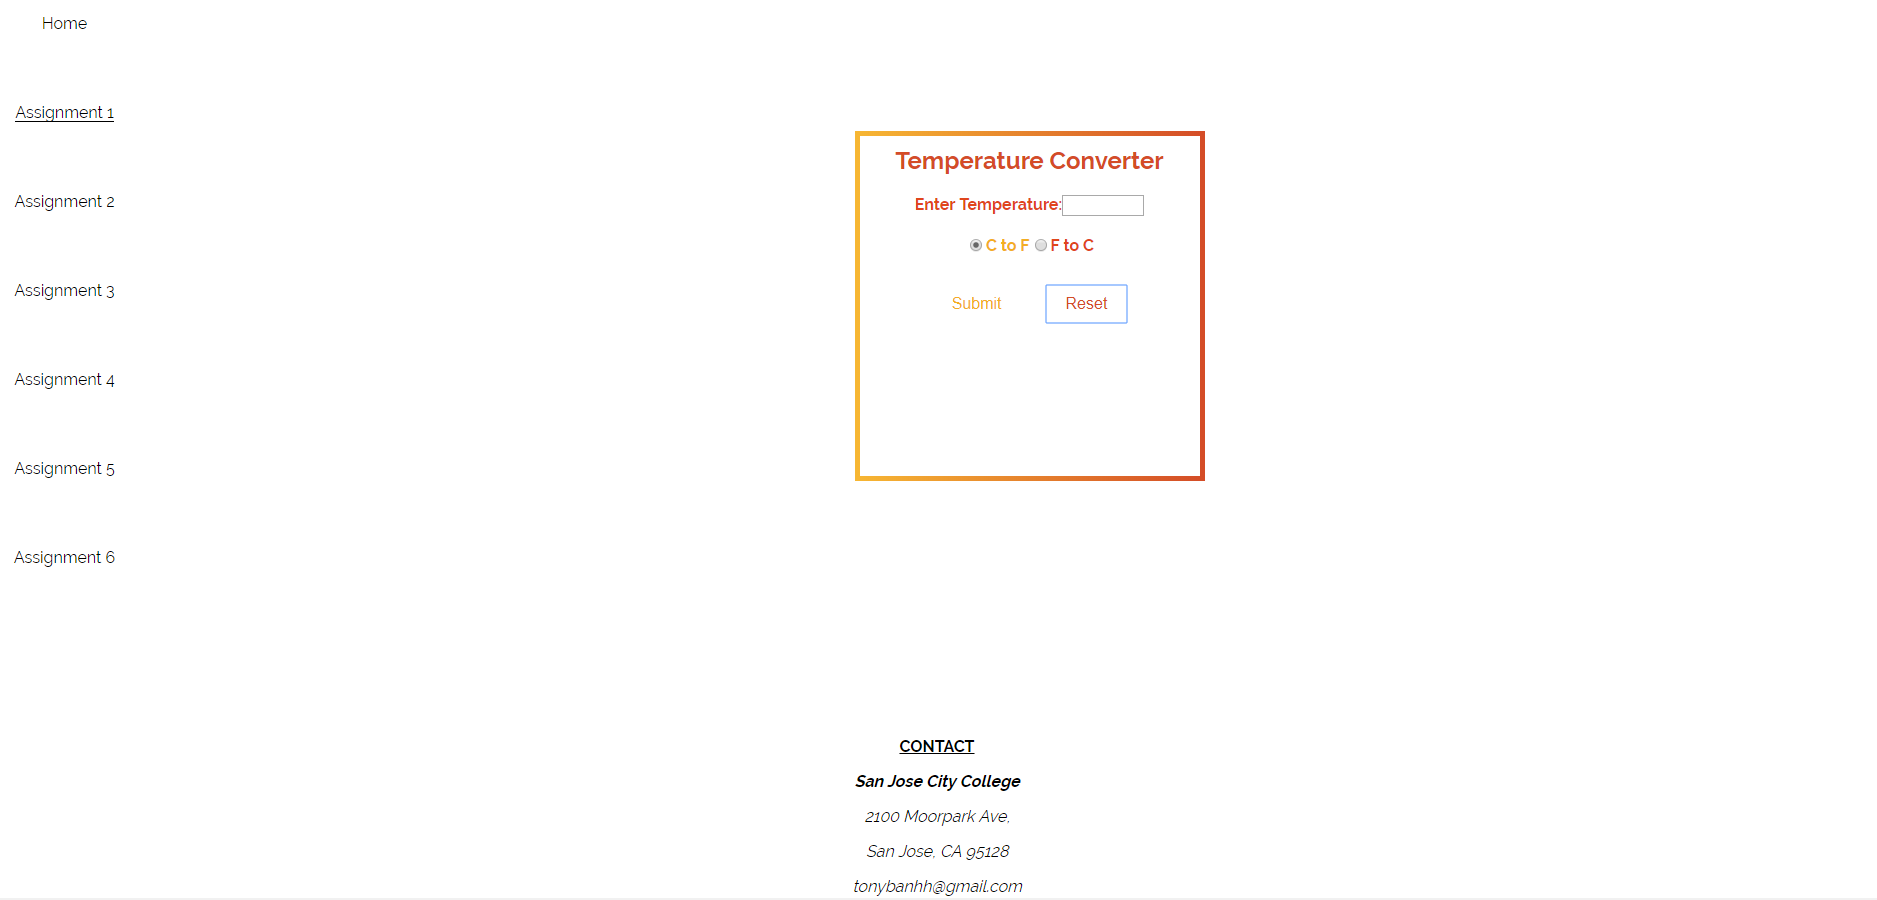 Home
Assignment 1
Assignment 2
Assignment 3
Assignment 4
Assignment 5
Assignment 6
Temperature Converter
Enter Temperature:
C to F F to C
Submit Reset
CONTACT
San Jose City College
2100 Moorpark Ave,
San Jose, CA 95128
tonybanhh@gmail.com